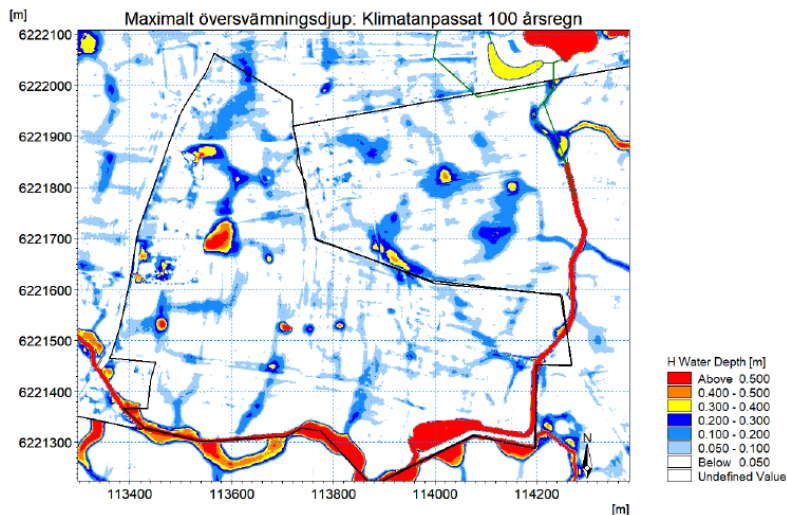 [m]
Maximalt översvämningsdjup: Klimatanpassat 100 årsregn
6222100
6222000
6221900
6221800
6221700
6221600
6221500
6221400
6221300
113400 113600 113800 114000 114200
[m]
N
H Water Depth [m]
Above 0.500
0.400 - 0.500
0.300 - 0.400
0.200 - 0.300
0.100 - 0.200
0.050 - 0.100
Below 0.050
Undefined Value